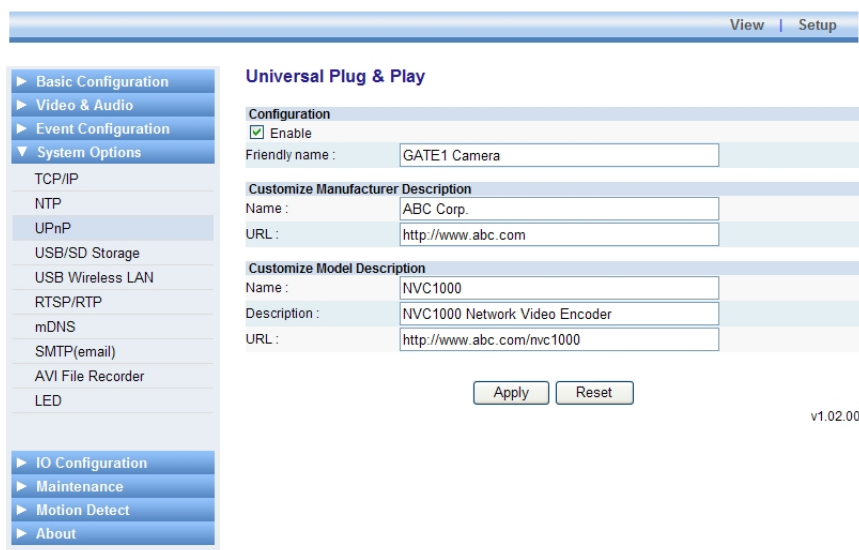 View | Setup
Basic Configuration
Video & Audio
Event Configuration
System Options
TCP/IP
NTP
UPnP
USB/SD Storage
USB Wireless LAN
RTSP/RTP
mDNS
SMTP(email)
AVI File Recorder
LED
IO Configuration
Maintenance
Motion Detect
About
Universal Plug & Play
Configuration
Enable
Friendly name : GATE1 Camera
Customize Manufacturer Description
Name : ABC Corp.
URL : http://www.abc.com
Customize Model Description
Name : NVC1000
Description : NVC1000 Network Video Encoder
URL : http://www.abc.com/nvc1000
Apply Reset
v1.02.00